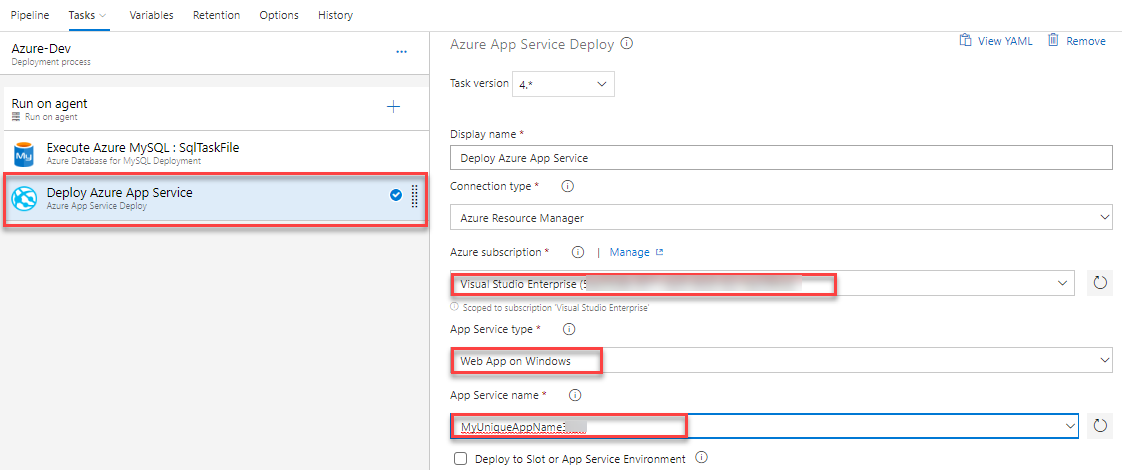 Pipeline Tasks Variables Retention Options History
Azure-Dev
Deployment process
Run on agent
Run on agent
Execute Azure MySQL : SqlTaskFile
Azure Database for MySQL Deployment
Deploy Azure App Service
Azure App Service Deploy
Azure App Service Deploy
View YAML
Remove
Task version 4.*
Display name *
Deploy Azure App Service
Connection type *
Azure Resource Manager
Azure subscription * | Manage
Visual Studio Enterprise (
Scoped to subscription 'Visual Studio Enterprise'
App Service type *
Web App on Windows
App Service name *
MyUniqueAppName
Deploy to Slot or App Service Environment